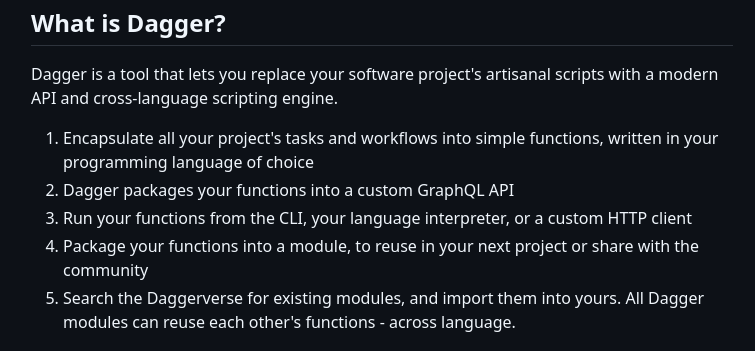 What is Dagger?
Dagger is a tool that lets you replace your software project's artisanal scripts with a modern
API and cross-language scripting engine.
1. Encapsulate all your project's tasks and workflows into simple functions, written in your
programming language of choice
2. Dagger packages your functions into a custom GraphQL API
3. Run your functions from the CLI, your language interpreter, or a custom HTTP client
4. Package your functions into a module, to reuse in your next project or share with the
community
5. Search the Daggerverse for existing modules, and import them into yours. All Dagger
modules can reuse each other's functions - across language.